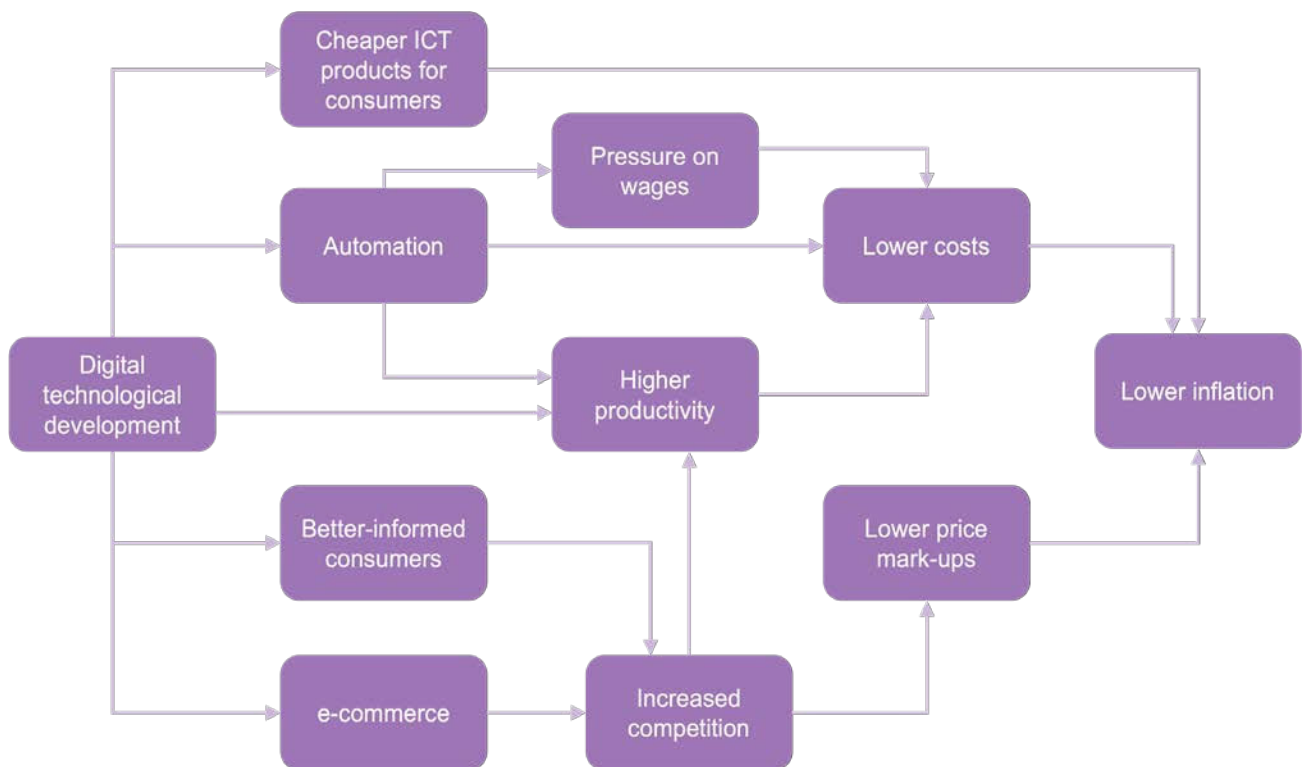 Cheaper ICT
products for
consumers
Pressure on
wages
Automation
Lower costs
Digital
technological
development
Higher
productivity
Lower inflation
Better-informed
consumers
Lower price
mark-ups
e-commerce
Increased
competition